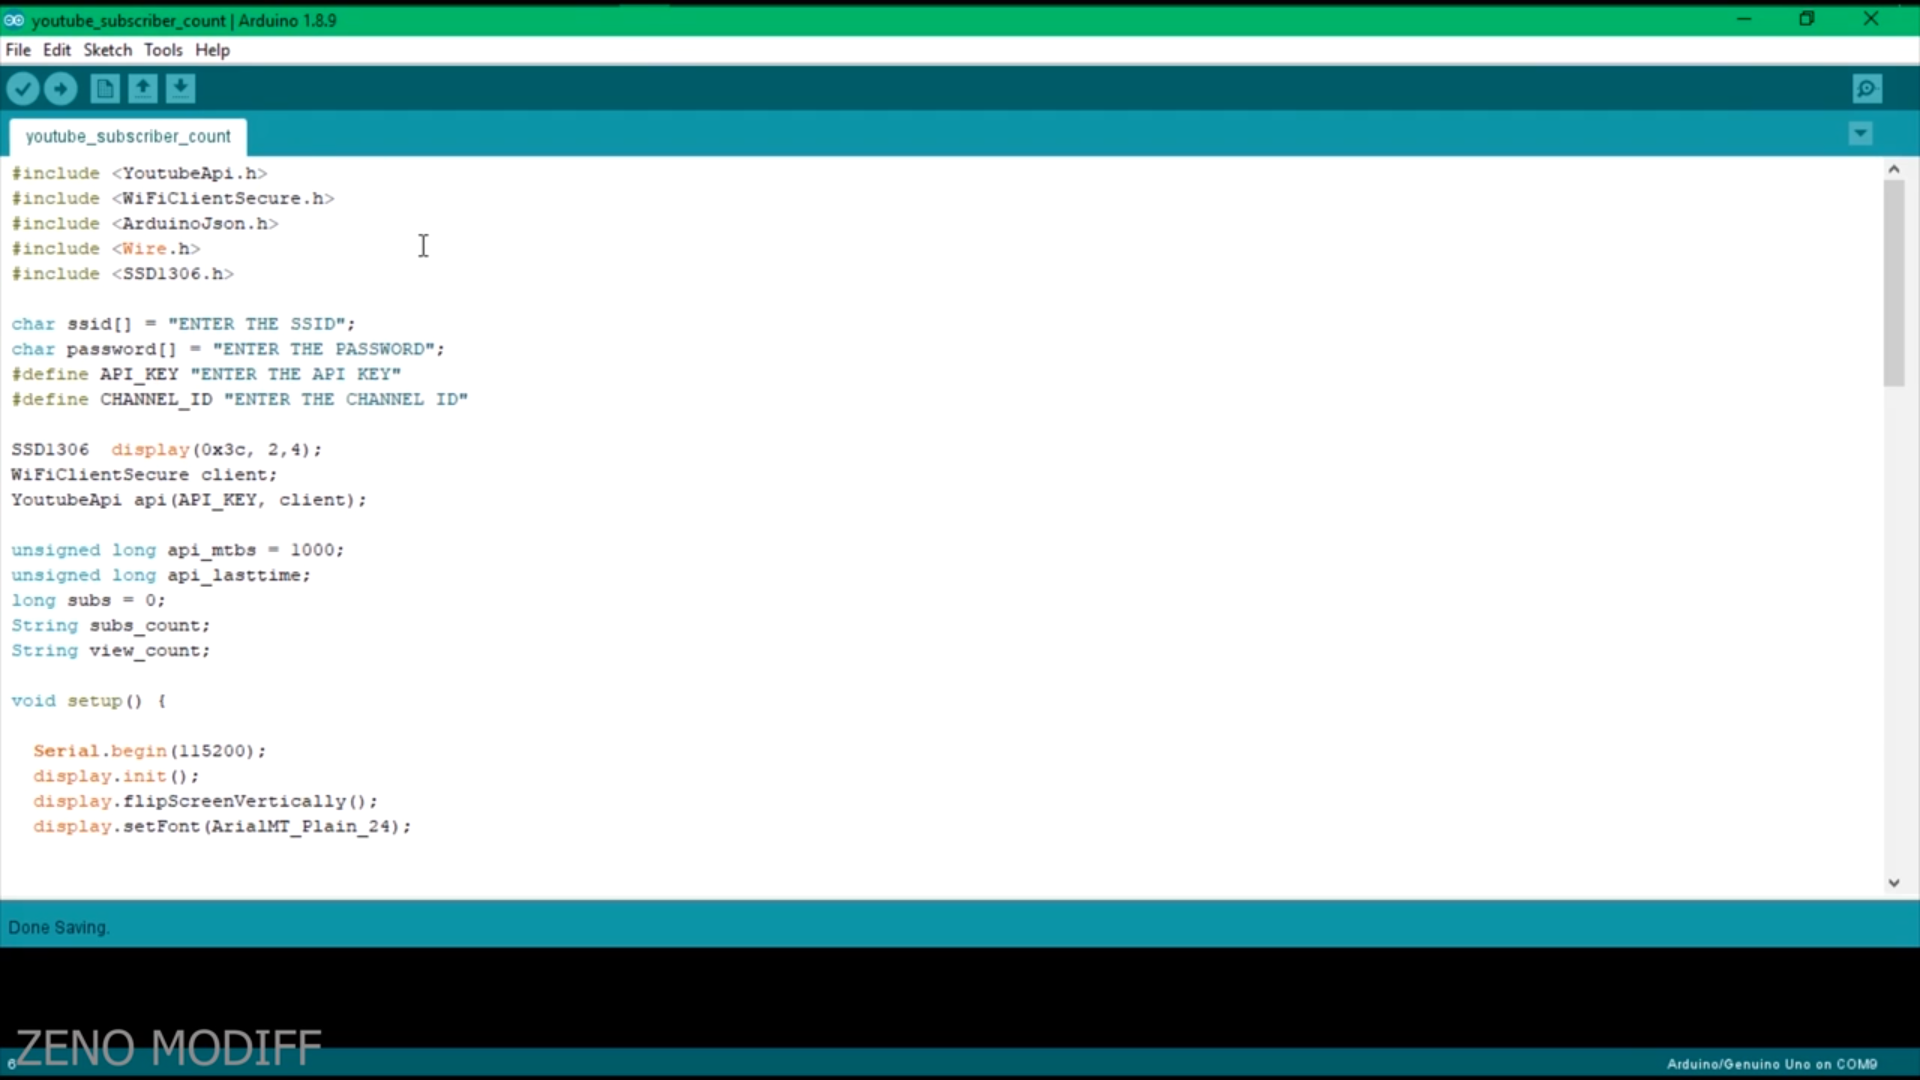 youtube_subscriber_count | Arduino 1.8.9
File Edit Sketch Tools Help
youtube_subscriber_count
#include <YoutubeApi.h>
#include <WiFiClientSecure.h>
#include <ArduinoJson.h>
#include <Wire.h>
#include <SSD1306.h>
char ssid[] = "ENTER THE SSID";
char password[] = "ENTER THE PASSWORD";
#define API_KEY "ENTER THE API KEY"
#define CHANNEL_ID "ENTER THE CHANNEL ID"
SSD1306  display(0x3c, 2,4);
WiFiClientSecure client;
YoutubeApi api(API_KEY, client);
unsigned long api_mtbs = 1000;
unsigned long api_lasttime;
long subs = 0;
String subs_count;
String view_count;
void setup() {
Serial.begin(115200);
display.init();
display.flipScreenVertically();
display.setFont(ArialMT_Plain_24);
Done Saving.
ZENO MODIFF
6
Arduino/Genuino Uno on COM9